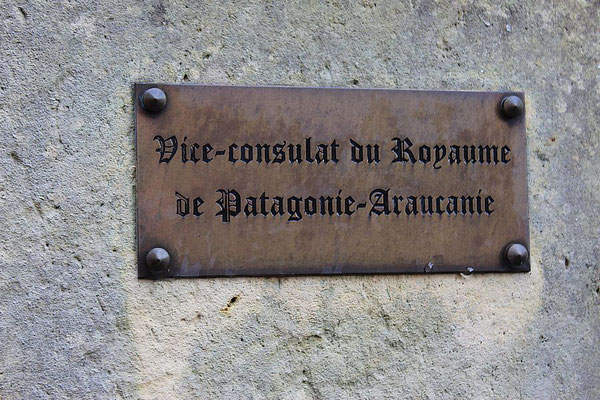 Vice-consulat du Royaume
de Patagonie-Araucanie